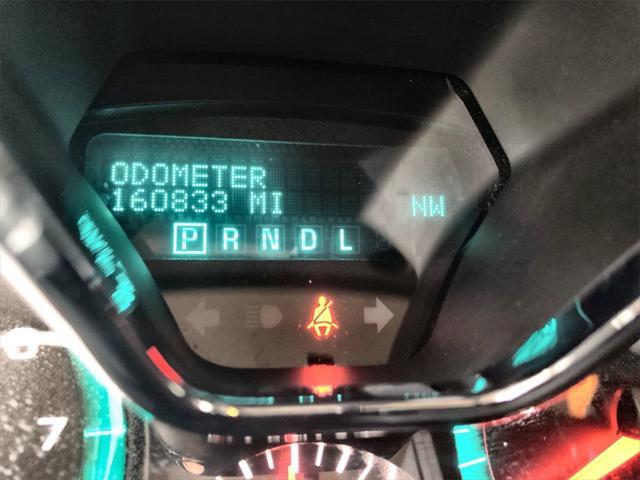 ODOMETER
160833 MI NW
P R N D L
7